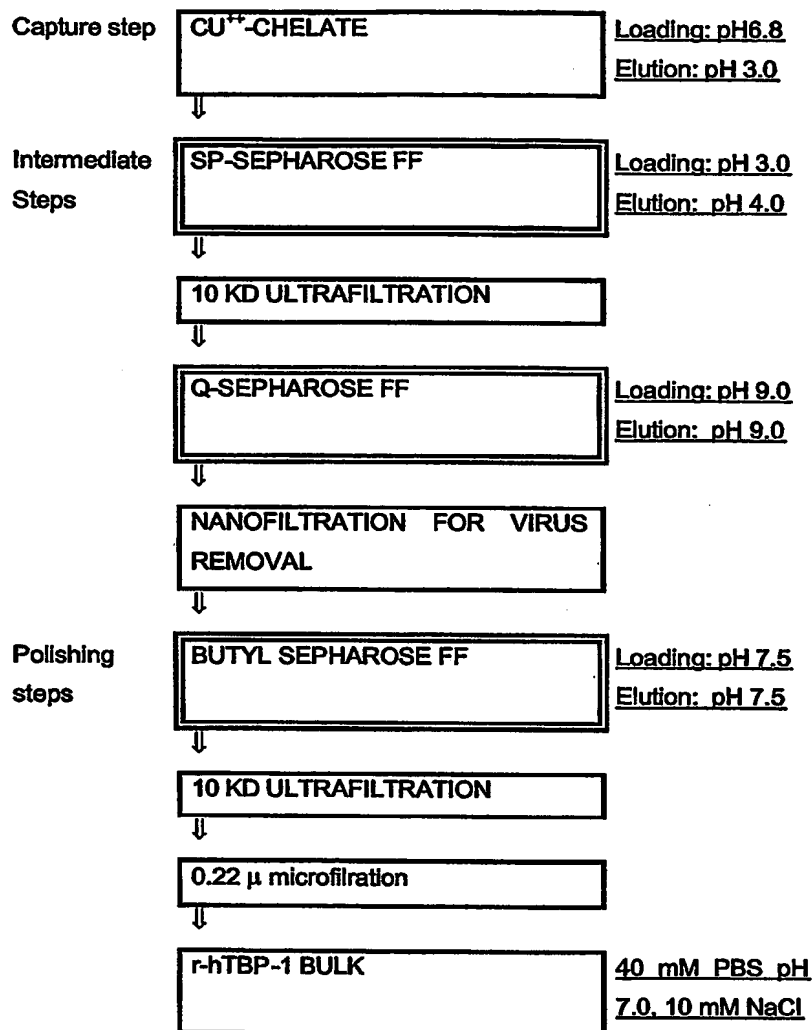 Capture step
CU++-CHELATE
Loading: pH6.8
Elution: pH 3.0
⇓
Intermediate
Steps
SP-SEPHAROSE FF
Loading: pH 3.0
Elution: pH 4.0
⇓
10 KD ULTRAFILTRATION
⇓
Q-SEPHAROSE FF
Loading: pH 9.0
Elution: pH 9.0
⇓
NANOFILTRATION FOR VIRUS
REMOVAL
⇓
Polishing
steps
BUTYL SEPHAROSE FF
Loading: pH 7.5
Elution: pH 7.5
⇓
10 KD ULTRAFILTRATION
⇓
0.22 µ microfilration
⇓
r-hTBP-1 BULK
40 mM PBS pH
7.0, 10 mM NaCl